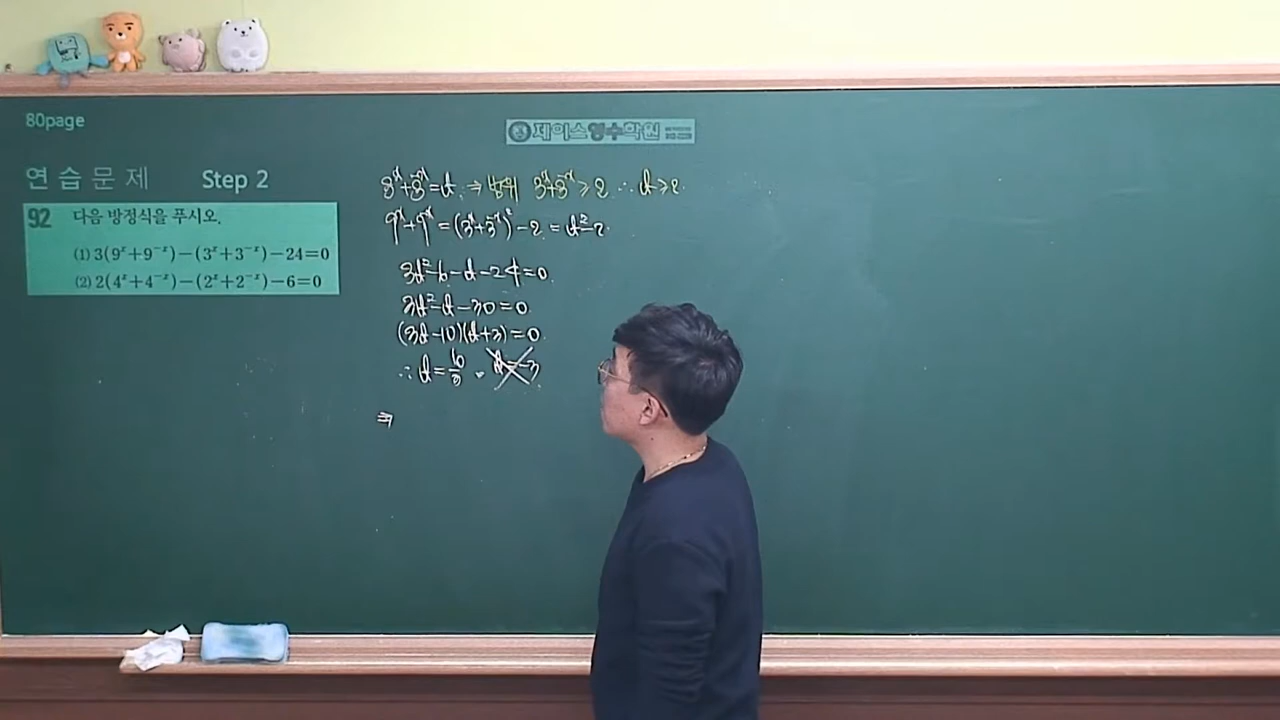 80page
제이스영수학원
연 습 문 제 Step 2
92 다음 방정식을 푸시오.
(1) 3(9ˣ+9⁻ˣ)−(3ˣ+3⁻ˣ)−24=0
(2) 2(4ˣ+4⁻ˣ)−(2ˣ+2⁻ˣ)−6=0
3ˣ+3⁻ˣ=t. ⇒ 범위 3ˣ+3⁻ˣ≥2 ∴ t≥2.
9ˣ+9⁻ˣ=(3ˣ+3⁻ˣ)²−2=t²−2.
3t²−6−t−24=0.
3t²−t−30=0.
(3t−10)(t+3)=0.
∴ t=10/3, t=−3
⇒